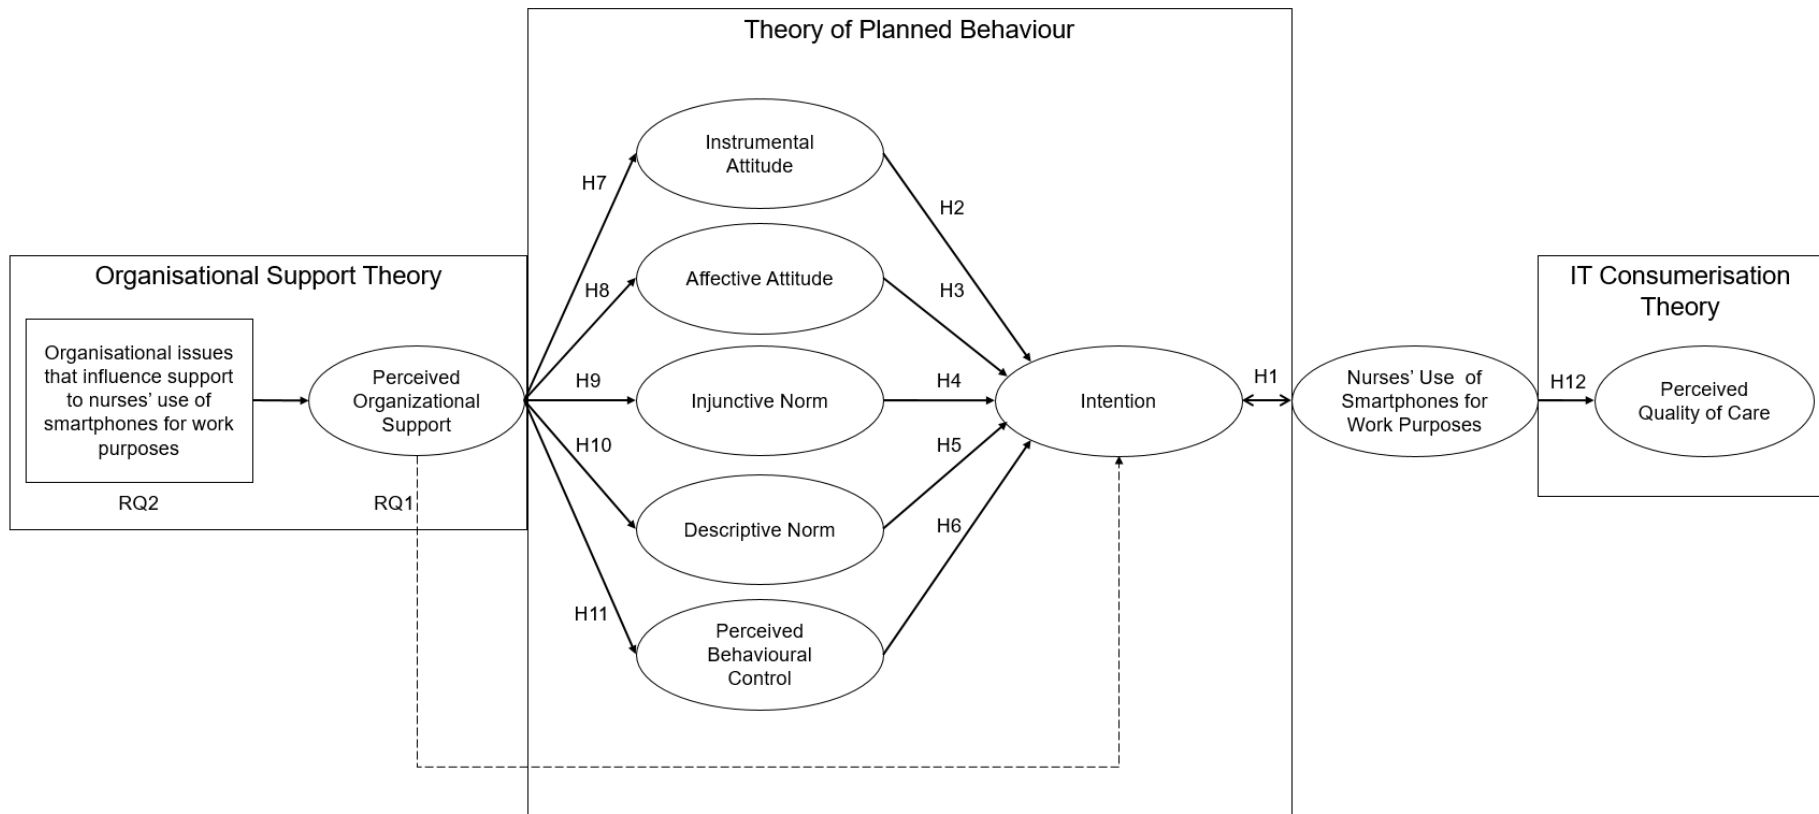 Theory of Planned Behaviour
Organisational Support Theory
Organisational issues
that influence support
to nurses' use of
smartphones for work
purposes
RQ2
Perceived
Organizational
Support
RQ1
H7
H8
H9
H10
H11
Instrumental
Attitude
Affective Attitude
Injunctive Norm
Descriptive Norm
Perceived
Behavioural
Control
H2
H3
H4
H5
H6
Intention
H1
Nurses' Use of
Smartphones for
Work Purposes
IT Consumerisation
Theory
H12
Perceived
Quality of Care